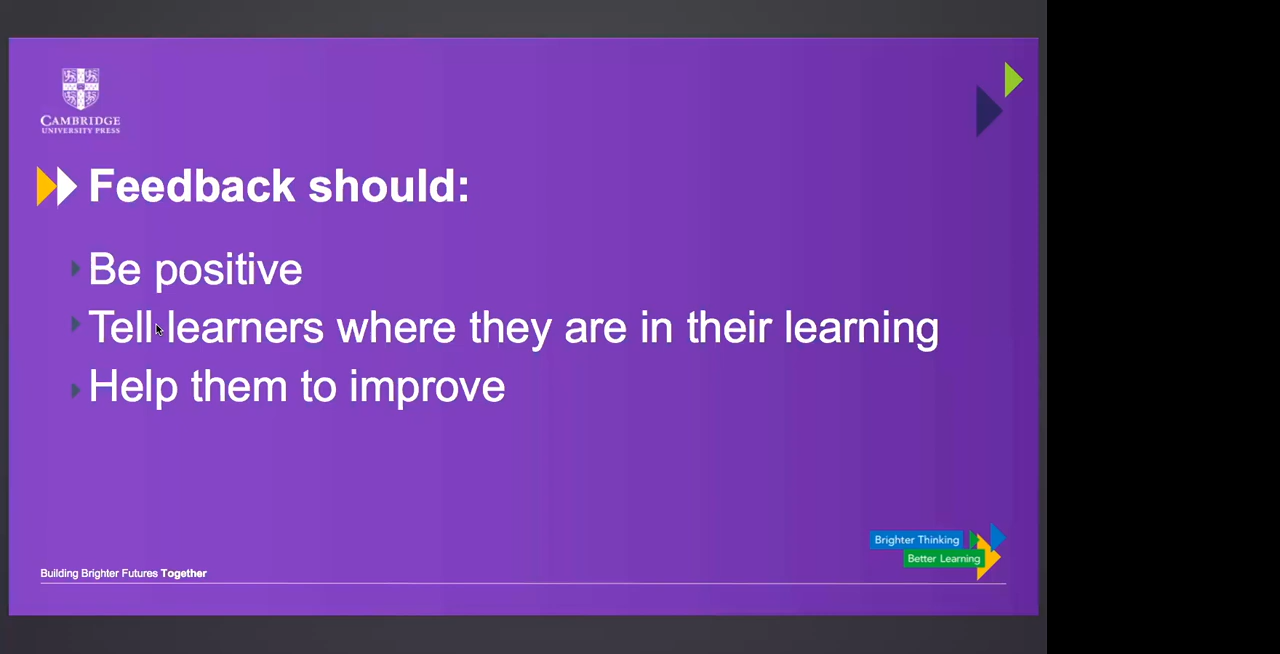 CAMBRIDGE
UNIVERSITY PRESS
Feedback should:
Be positive
Tell learners where they are in their learning
Help them to improve
Brighter Thinking
Better Learning
Building Brighter Futures Together